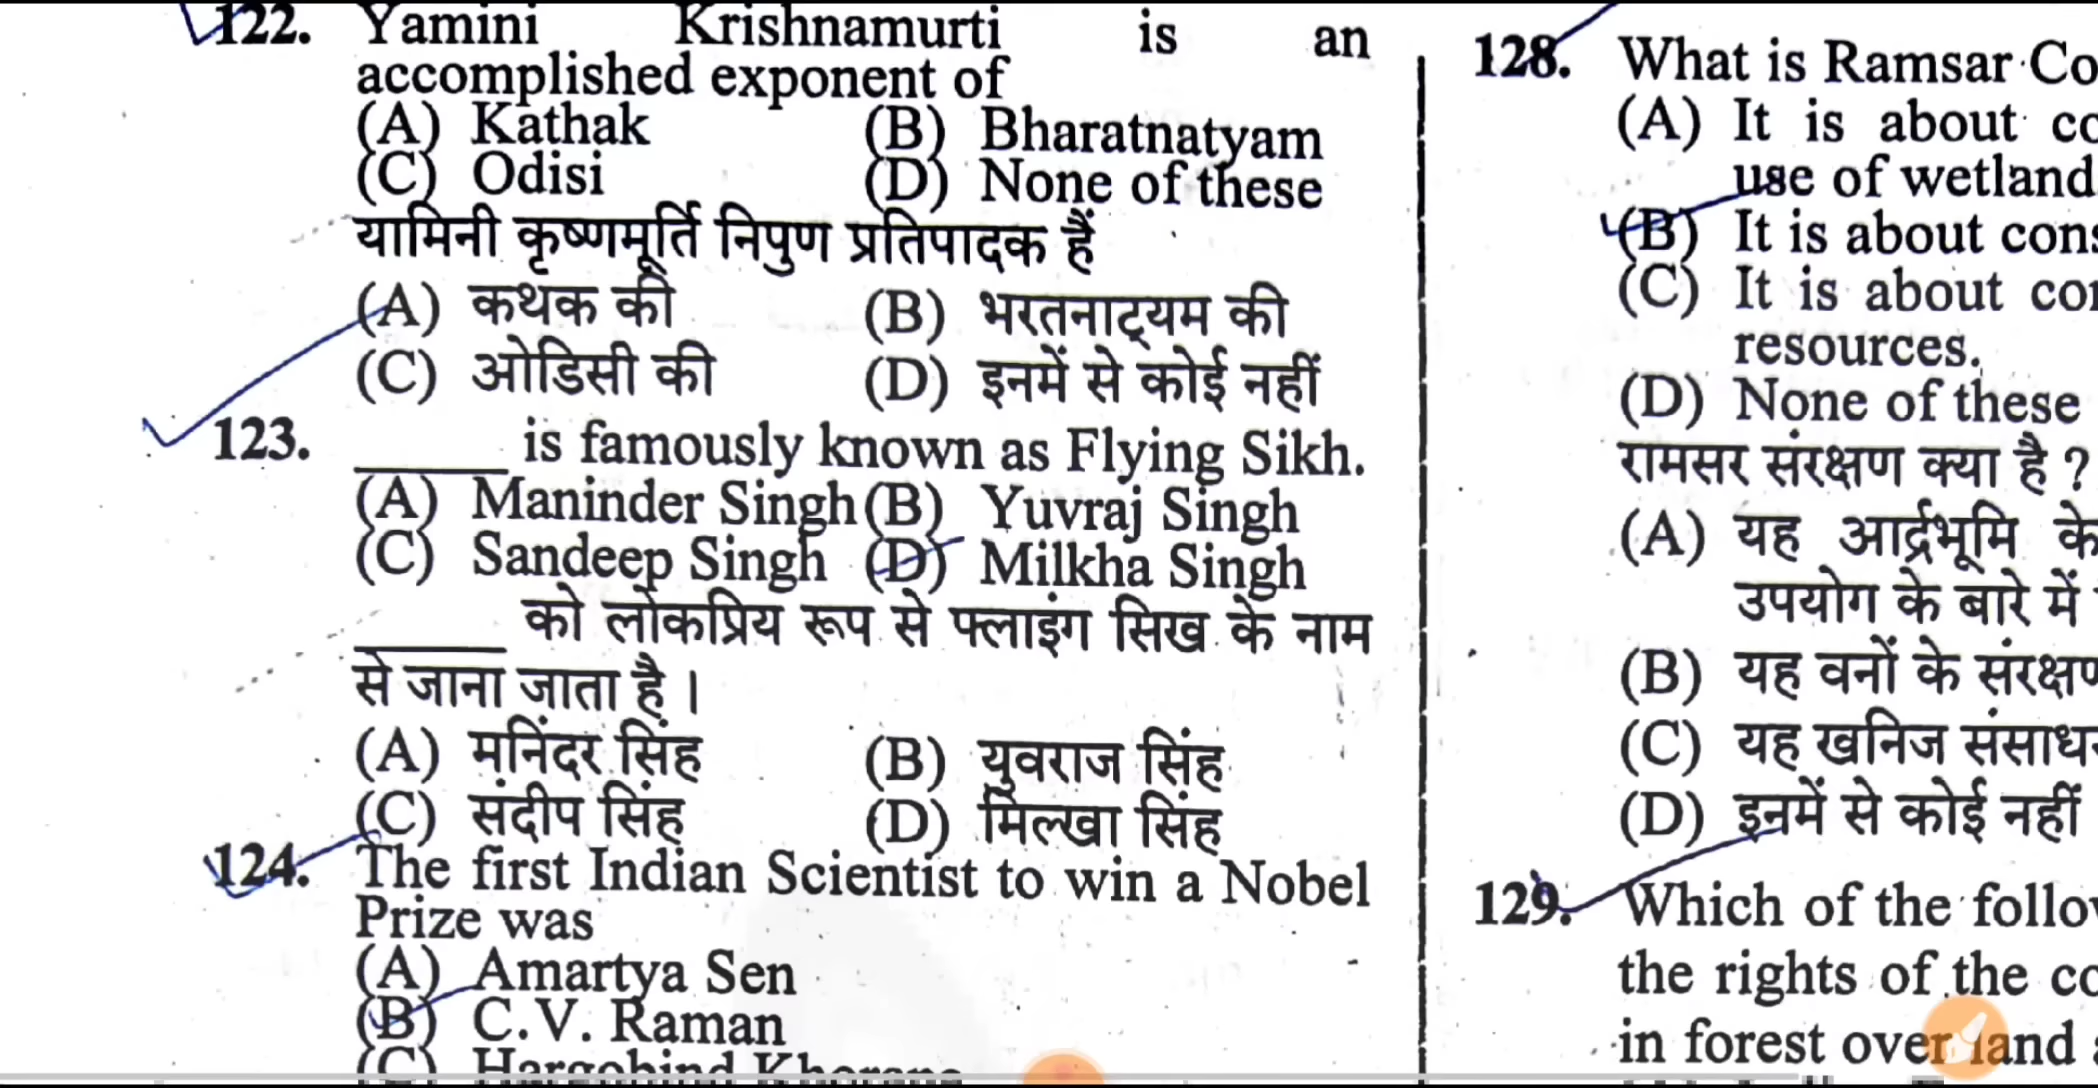 122. Yamini Krishnamurti is an
accomplished exponent of
(A) Kathak (B) Bharatnatyam
(C) Odisi (D) None of these
यामिनी कृष्णमूर्ति निपुण प्रतिपादक हैं
(A) कथक की (B) भरतनाट्यम की
(C) ओडिसी की (D) इनमें से कोई नहीं
123. ______ is famously known as Flying Sikh.
(A) Maninder Singh (B) Yuvraj Singh
(C) Sandeep Singh (D) Milkha Singh
______ को लोकप्रिय रूप से फ्लाइंग सिख के नाम
से जाना जाता है।
(A) मनिंदर सिंह (B) युवराज सिंह
(C) संदीप सिंह (D) मिल्खा सिंह
124. The first Indian Scientist to win a Nobel
Prize was
(A) Amartya Sen
(B) C.V. Raman
(C) Hargobind Khorana
128. What is Ramsar Co
(A) It is about co
use of wetland
(B) It is about cons
(C) It is about con
resources.
(D) None of these
रामसर संरक्षण क्या है ?
(A) यह आर्द्रभूमि के
उपयोग के बारे में
(B) यह वनों के संरक्षण
(C) यह खनिज संसाधन
(D) इनमें से कोई नहीं
129. Which of the follow
the rights of the co
in forest over land